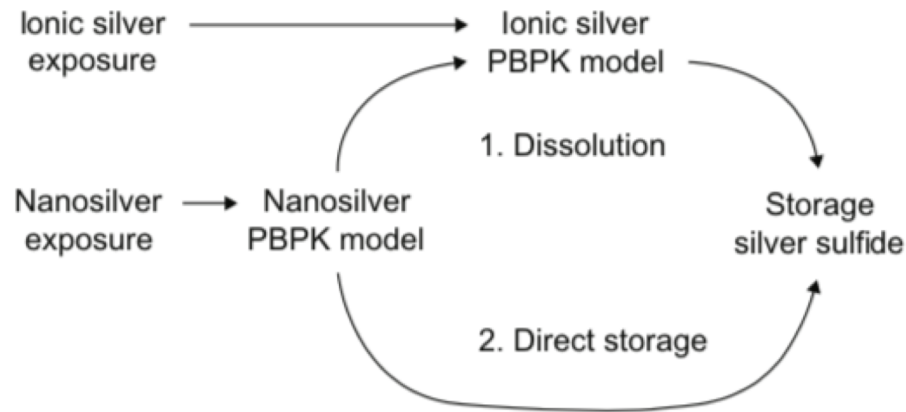 Ionic silver
exposure
Ionic silver
PBPK model
1. Dissolution
Nanosilver
exposure
Nanosilver
PBPK model
Storage
silver sulfide
2. Direct storage